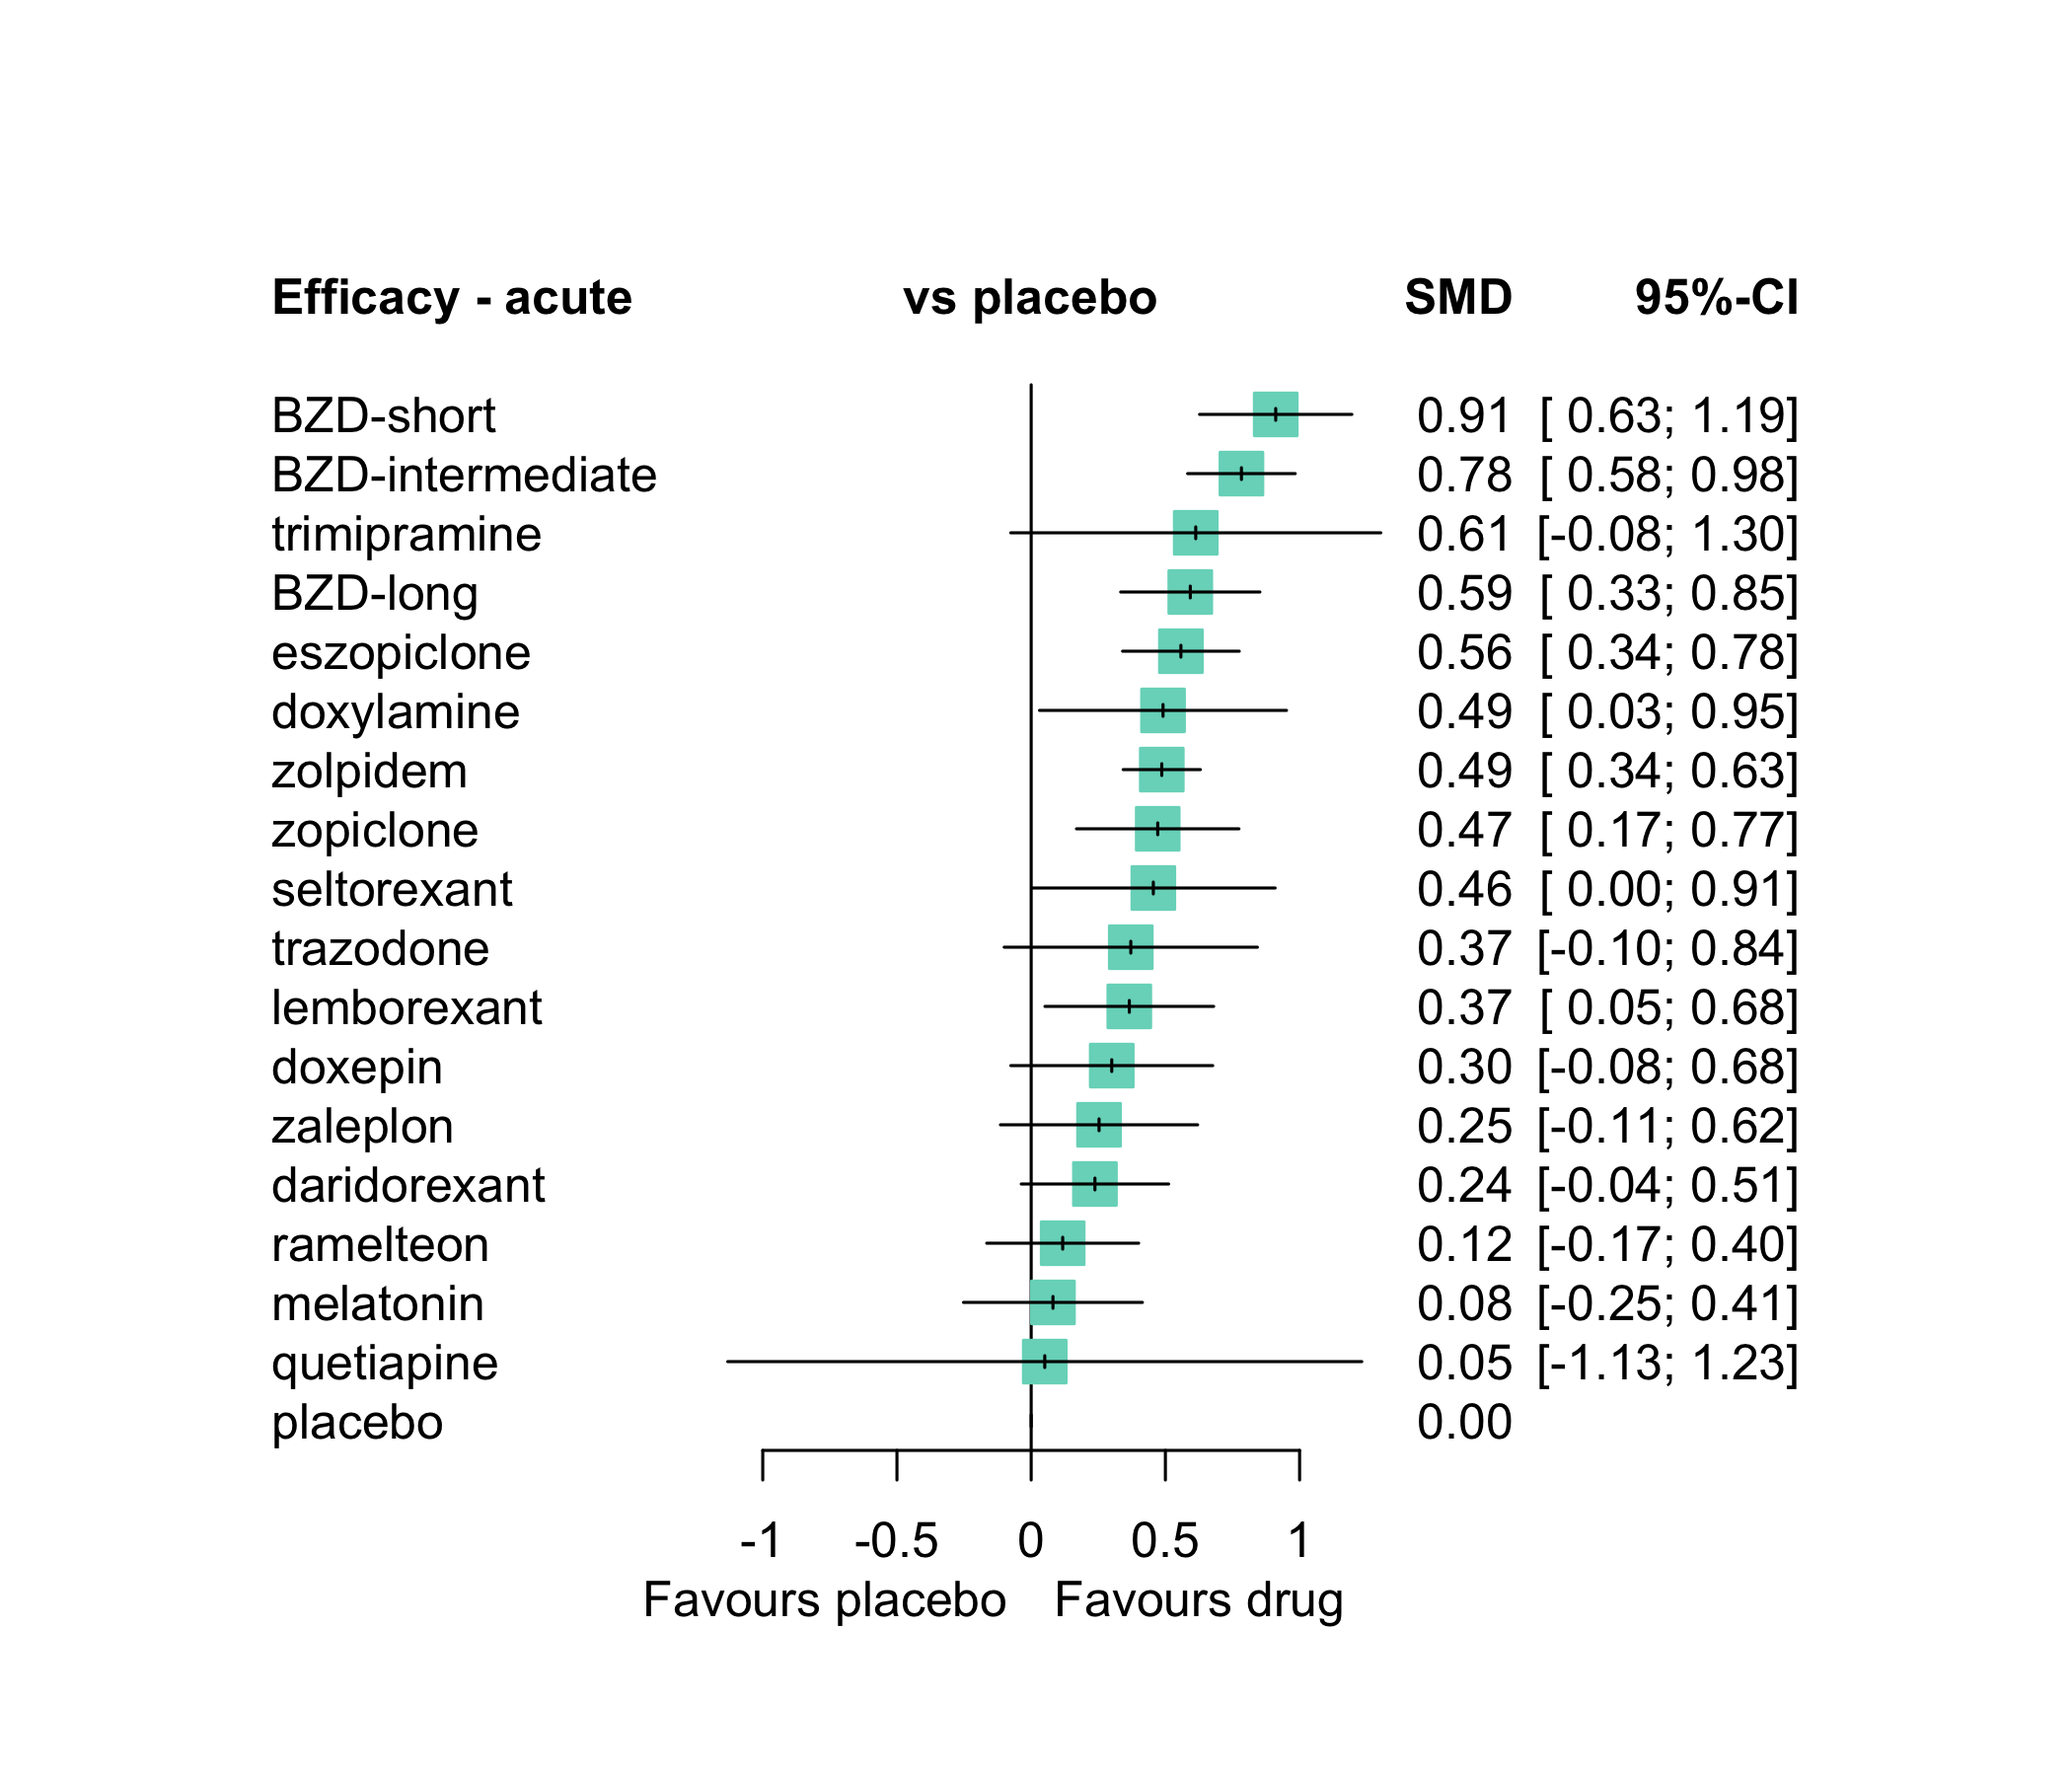 Efficacy - acute vs placebo SMD 95%-CI
BZD-short 0.91 [ 0.63; 1.19]
BZD-intermediate 0.78 [ 0.58; 0.98]
trimipramine 0.61 [-0.08; 1.30]
BZD-long 0.59 [ 0.33; 0.85]
eszopiclone 0.56 [ 0.34; 0.78]
doxylamine 0.49 [ 0.03; 0.95]
zolpidem 0.49 [ 0.34; 0.63]
zopiclone 0.47 [ 0.17; 0.77]
seltorexant 0.46 [ 0.00; 0.91]
trazodone 0.37 [-0.10; 0.84]
lemborexant 0.37 [ 0.05; 0.68]
doxepin 0.30 [-0.08; 0.68]
zaleplon 0.25 [-0.11; 0.62]
daridorexant 0.24 [-0.04; 0.51]
ramelteon 0.12 [-0.17; 0.40]
melatonin 0.08 [-0.25; 0.41]
quetiapine 0.05 [-1.13; 1.23]
placebo 0.00
-1 -0.5 0 0.5 1
Favours placebo Favours drug